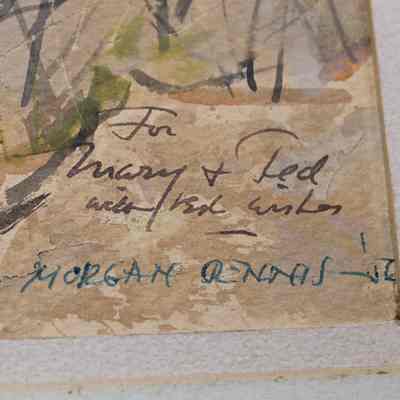 For
Mary + Ted
with best wishes
MORGAN DENNIS